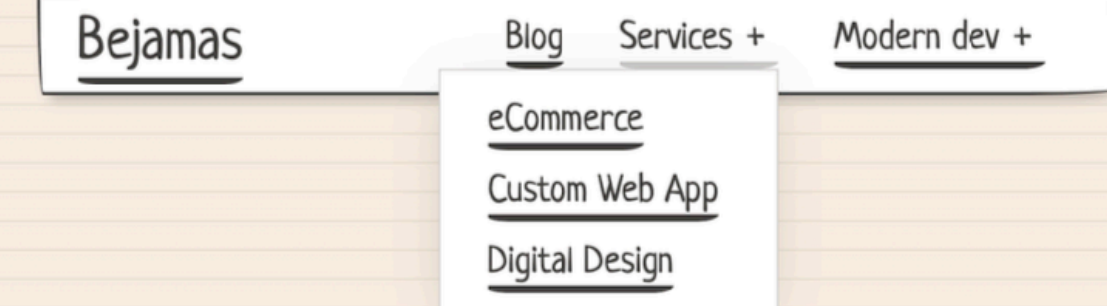 Bejamas Blog Services + Modern dev +
eCommerce
Custom Web App
Digital Design